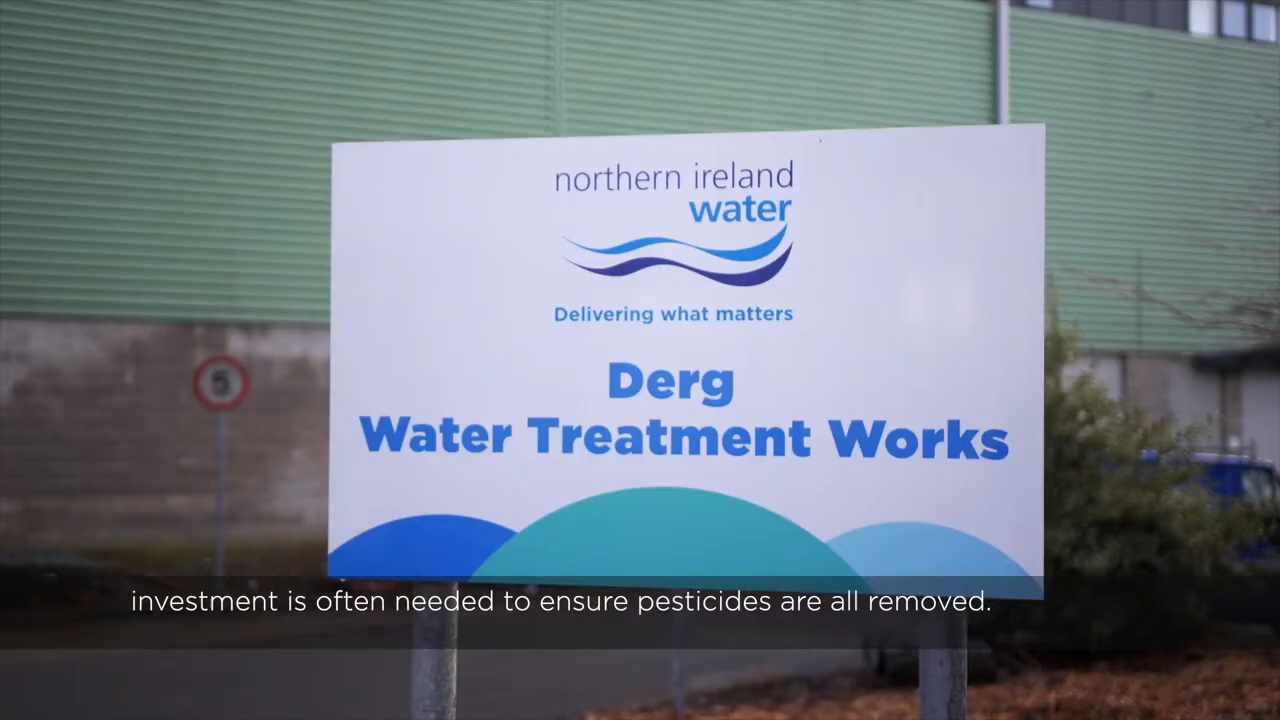 northern ireland
water
Delivering what matters
Derg
Water Treatment Works
5
investment is often needed to ensure pesticides are all removed.